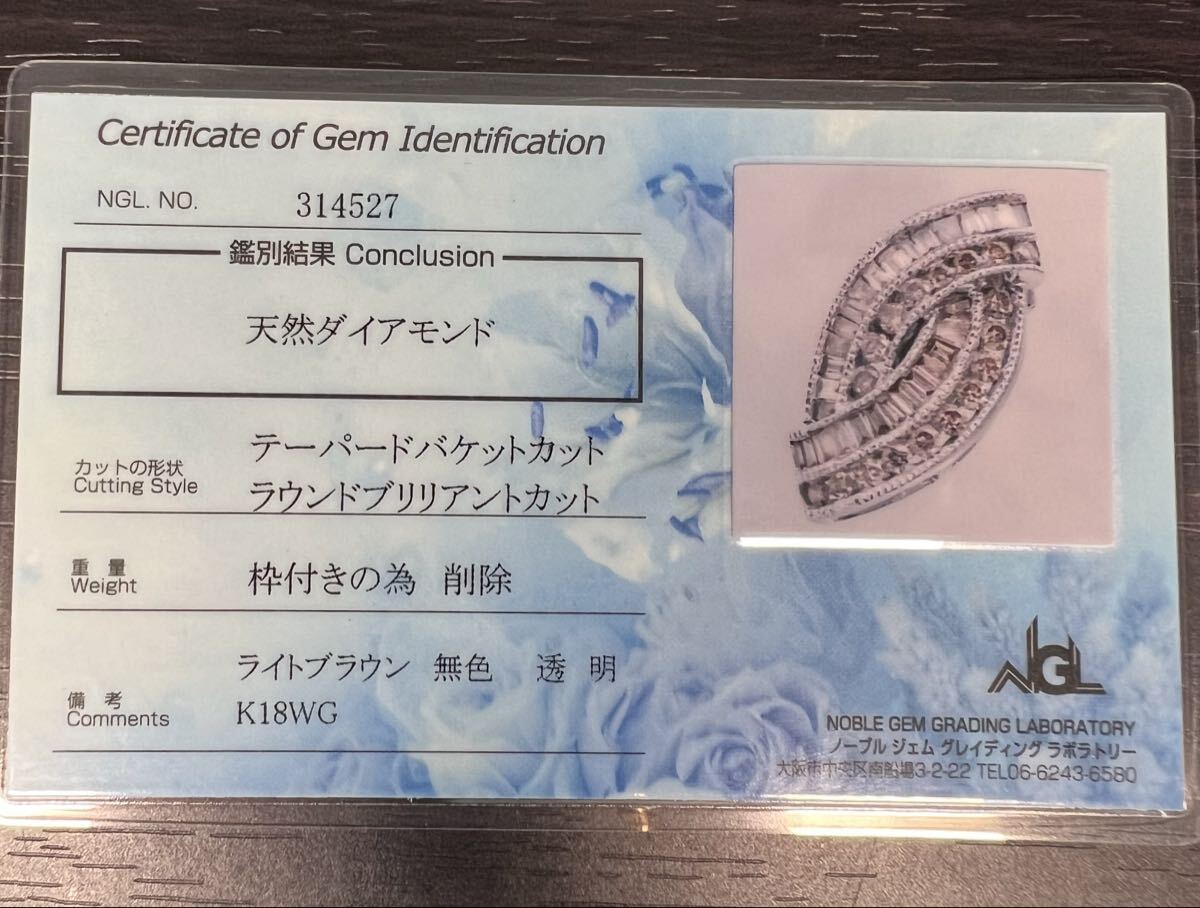 Certificate of Gem Identification
NGL. NO. 314527
鑑別結果 Conclusion
天然ダイアモンド
カットの形状
Cutting Style
テーパードバケットカット
ラウンドブリリアントカット
重量
Weight
枠付きの為 削除
備考
Comments
ライトブラウン 無色 透明
K18WG
NGL
NOBLE GEM GRADING LABORATORY
ノーブル ジェム グレイディング ラボラトリー
大阪市中央区南船場3-2-22 TEL06-6243-6580